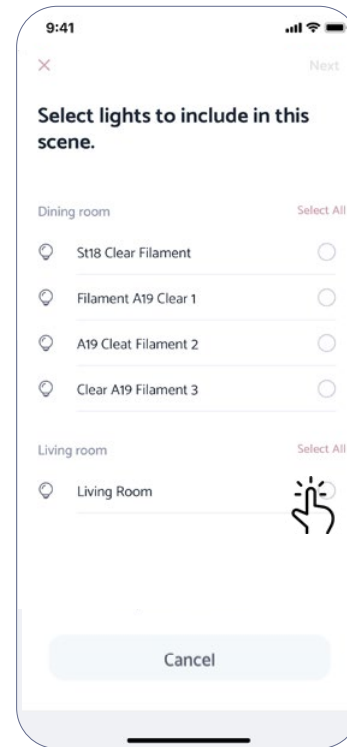 9:41
Next
Select lights to include in this
scene.
Dining room Select All
St18 Clear Filament
Filament A19 Clear 1
A19 Cleat Filament 2
Clear A19 Filament 3
Living room Select All
Living Room
Cancel